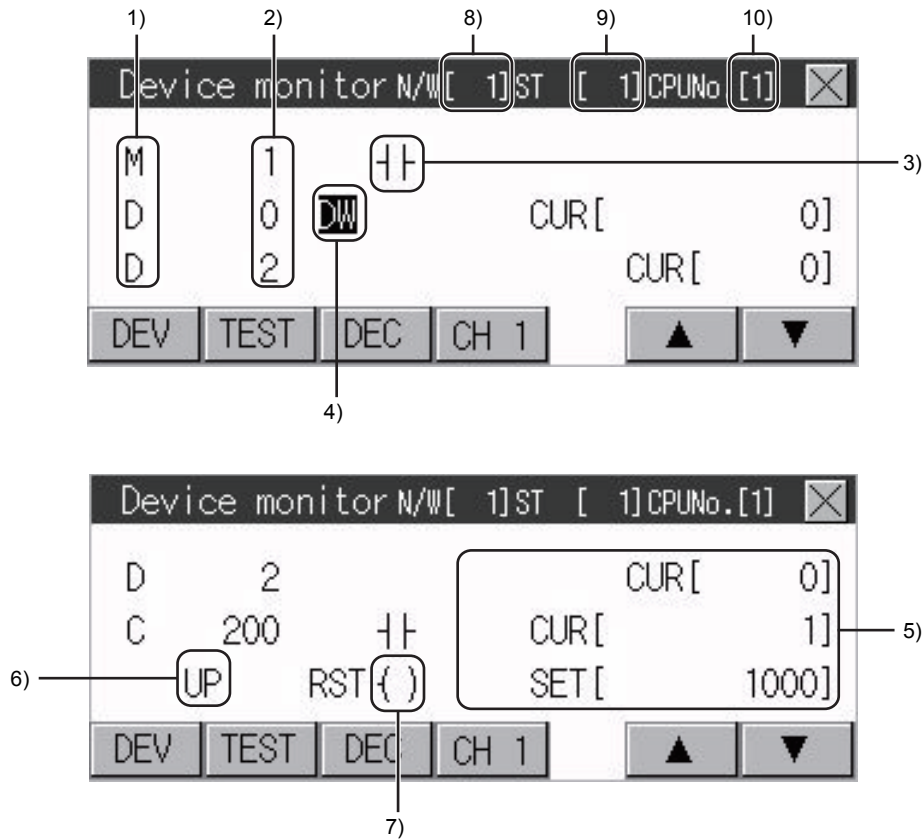 1) 2) 8) 9) 10)
Device monitor N/W[ 1] ST [ 1] CPUNo.[1]
M 1 3)
D 0 DW CUR[ 0]
D 2 CUR[ 0]
DEV TEST DEC CH 1 ▲ ▼
4)
Device monitor N/W[ 1] ST [ 1] CPUNo.[1]
D 2 CUR[ 0]
C 200 CUR[ 1] 5)
6) UP RST ( ) SET[ 1000]
DEV TEST DEC CH 1 ▲ ▼
7)